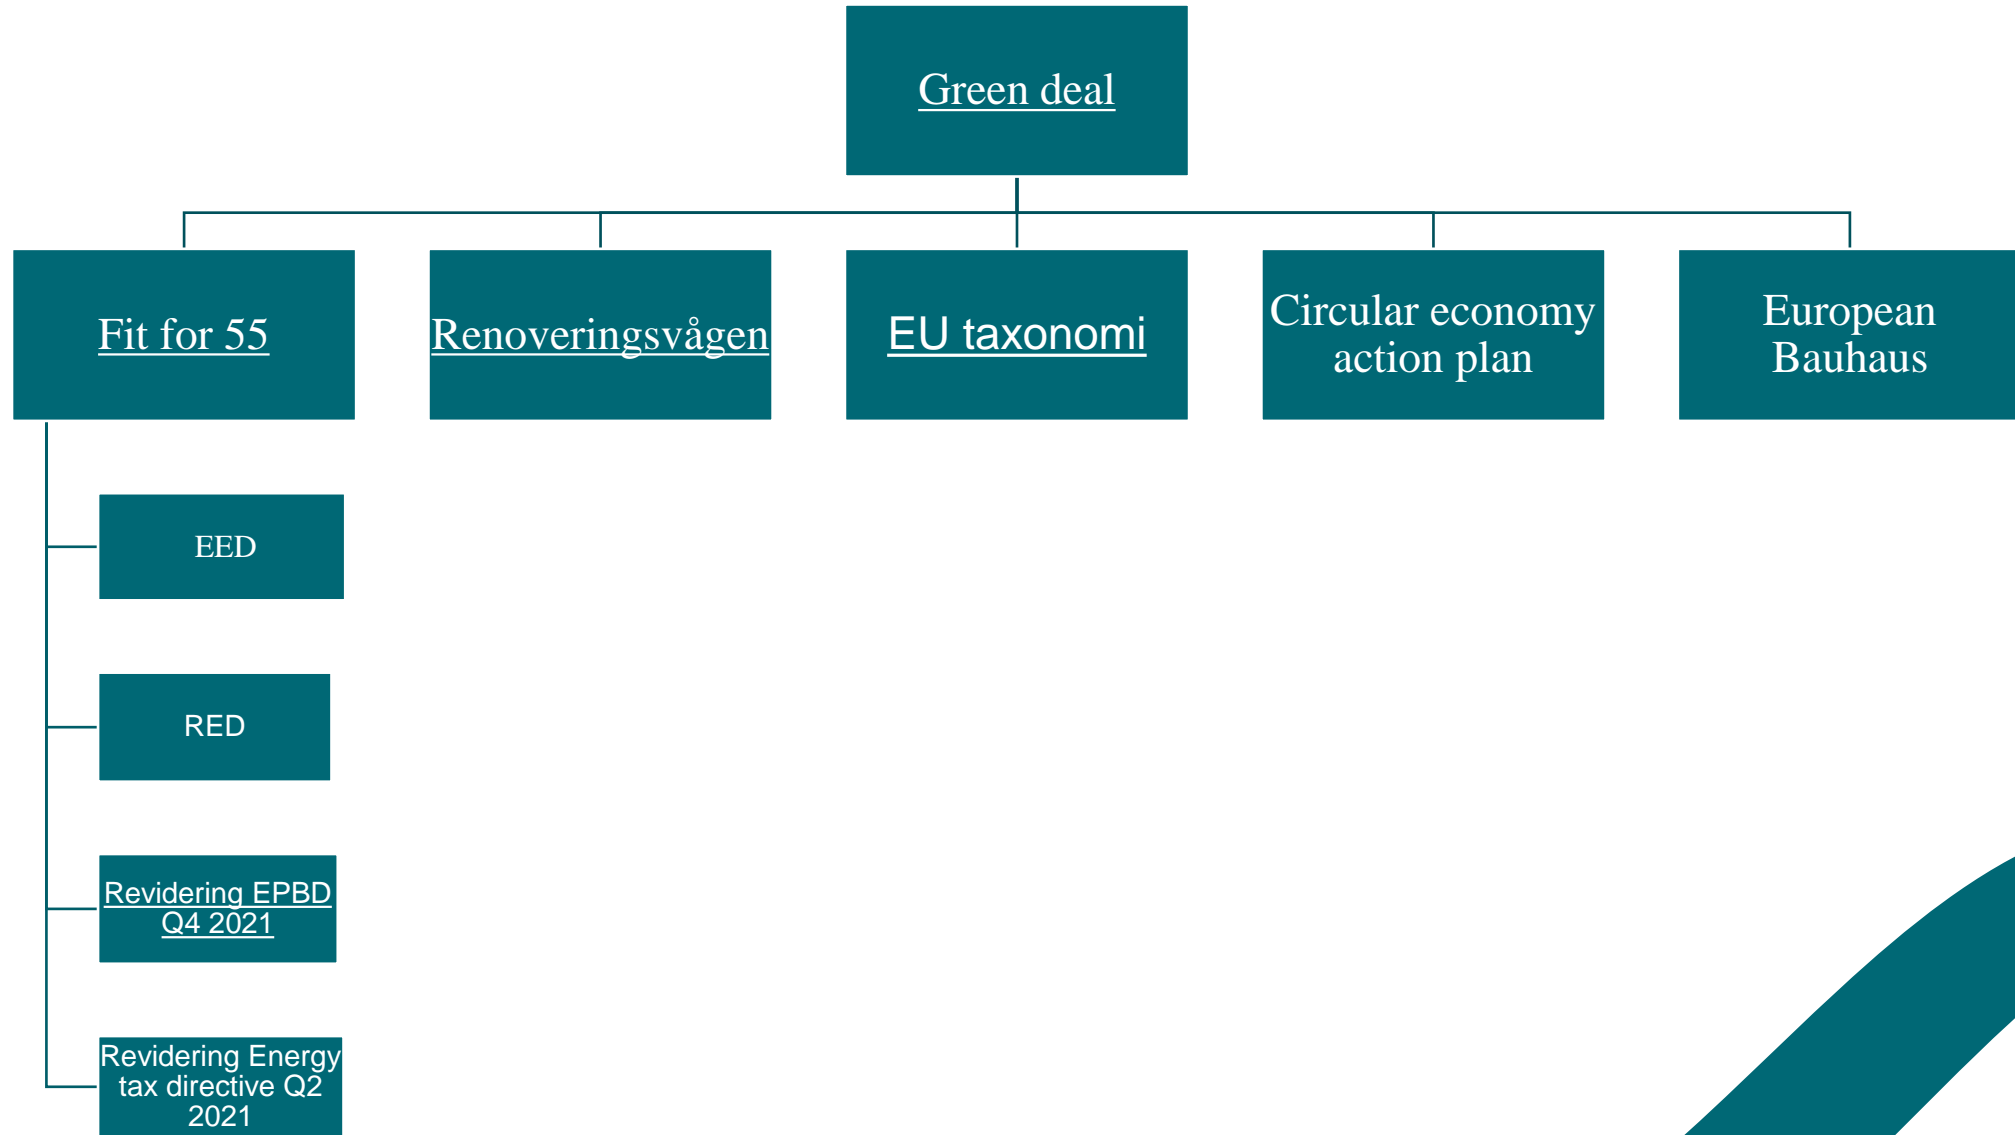 Green deal
Fit for 55
Renoveringsvågen
EU taxonomi
Circular economy
action plan
European
Bauhaus
EED
RED
Revidering EPBD
Q4 2021
Revidering Energy
tax directive Q2
2021